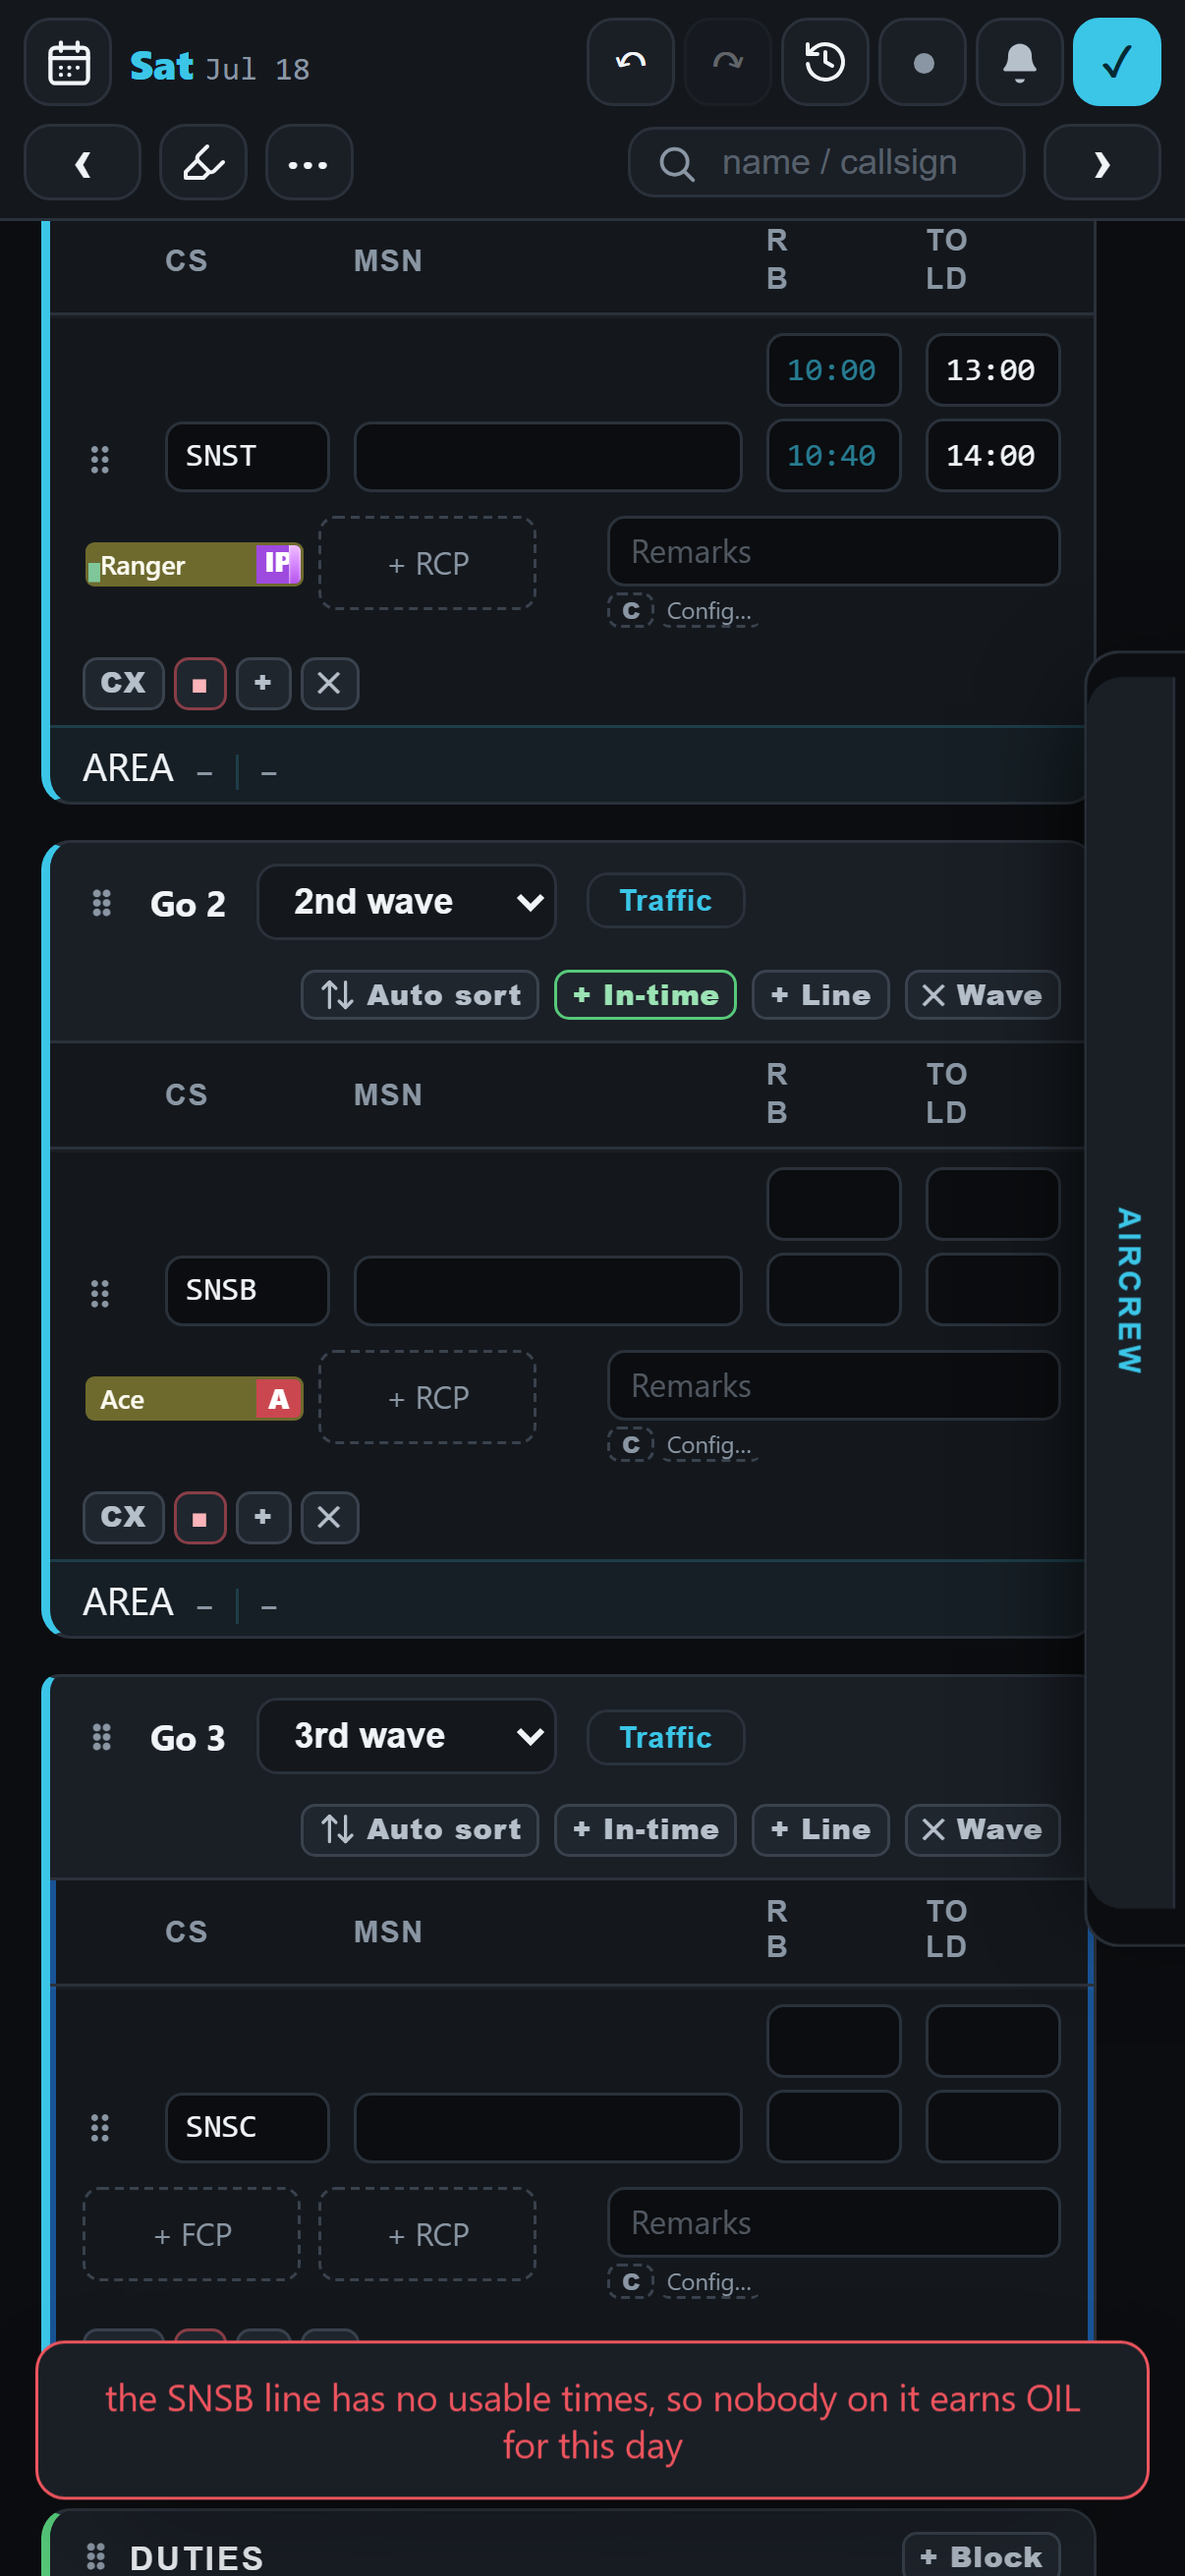 Sat Jul 18
name / callsign
CS MSN R TO
B LD
10:00 13:00
SNST 10:40 14:00
Ranger IP + RCP Remarks
C Config...
CX + ×
AREA – | –
Go 2 2nd wave Traffic
Auto sort + In-time + Line × Wave
CS MSN R TO
B LD
SNSB
Ace A + RCP Remarks
C Config...
CX + ×
AREA – | –
AIRCREW
Go 3 3rd wave Traffic
Auto sort + In-time + Line × Wave
CS MSN R TO
B LD
SNSC
+ FCP + RCP Remarks
C Config...
the SNSB line has no usable times, so nobody on it earns OIL
for this day
DUTIES + Block